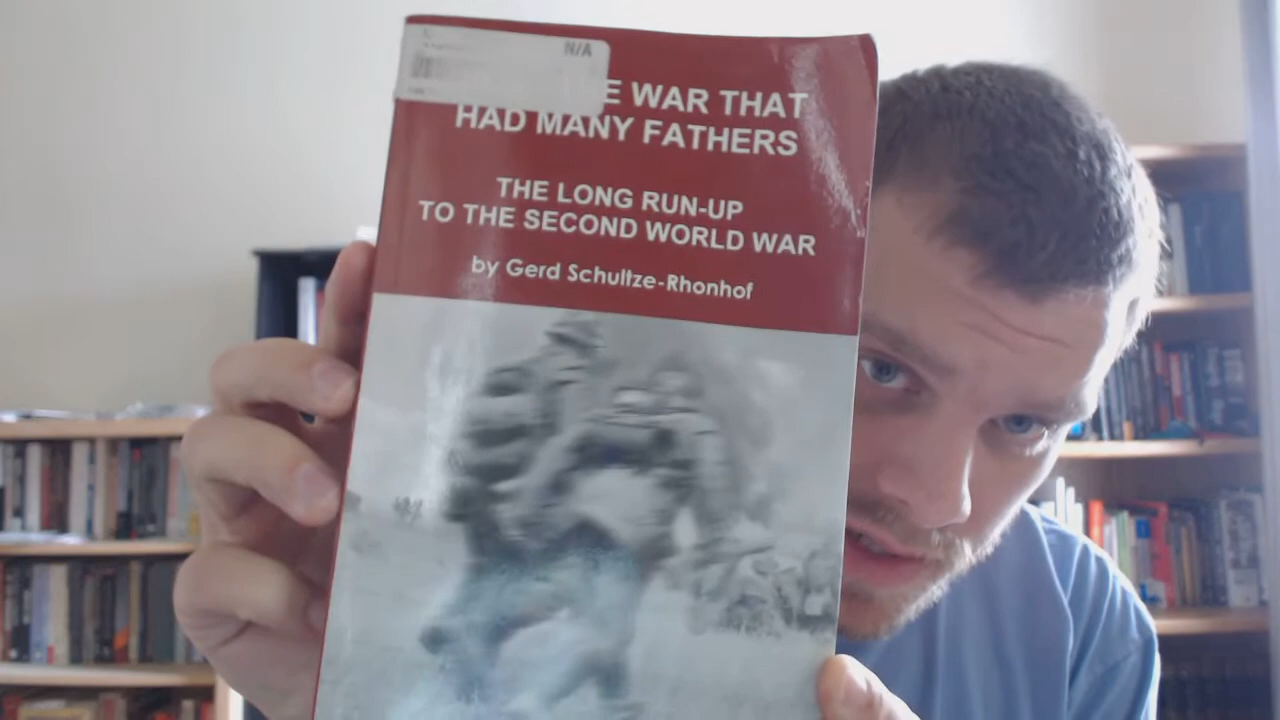 N/A
E WAR THAT
HAD MANY FATHERS
THE LONG RUN-UP
TO THE SECOND WORLD WAR
by Gerd Schultze-Rhonhof